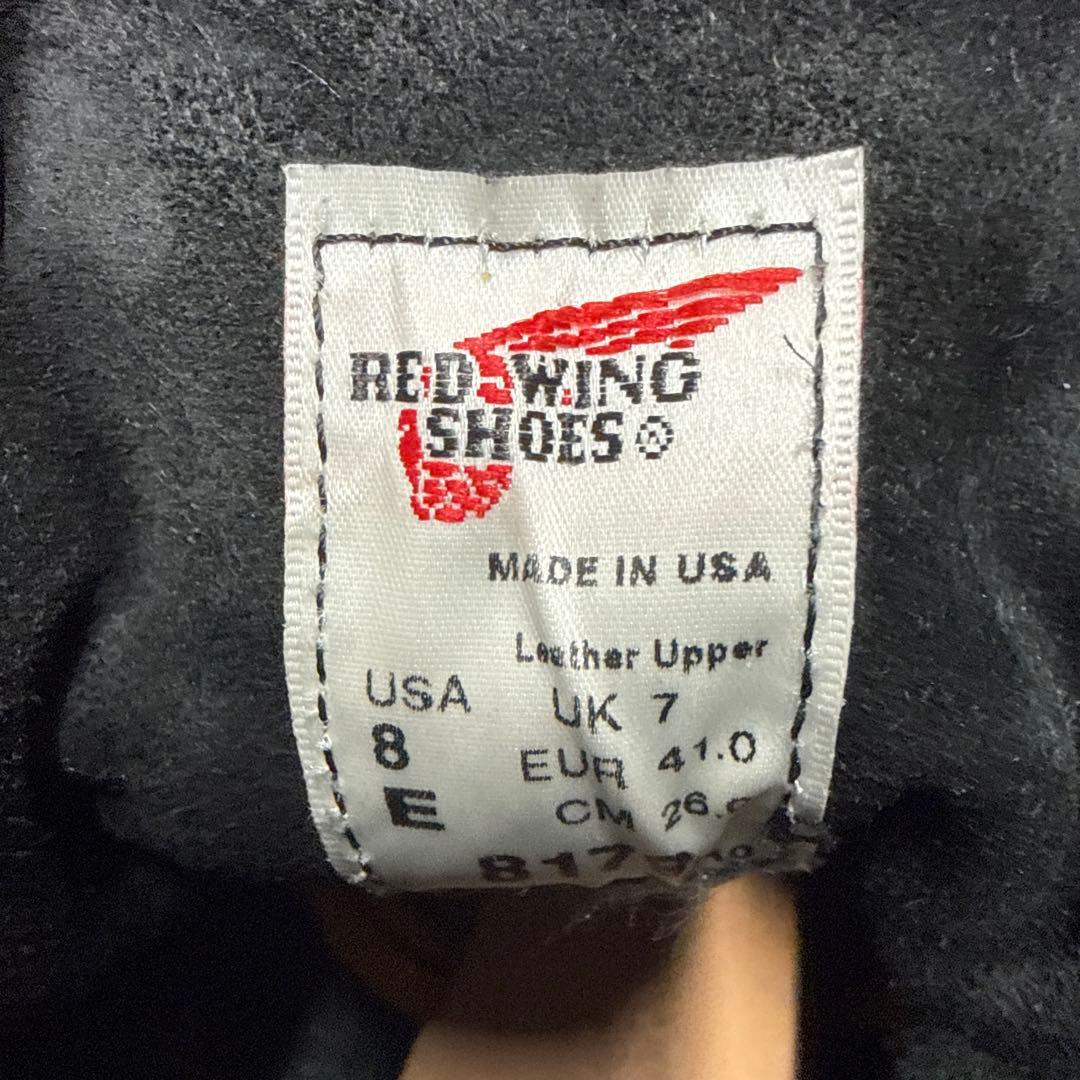 RED WING
SHOES®
MADE IN USA
Leather Upper
USA
8
E
UK 7
EUR 41.0
CM